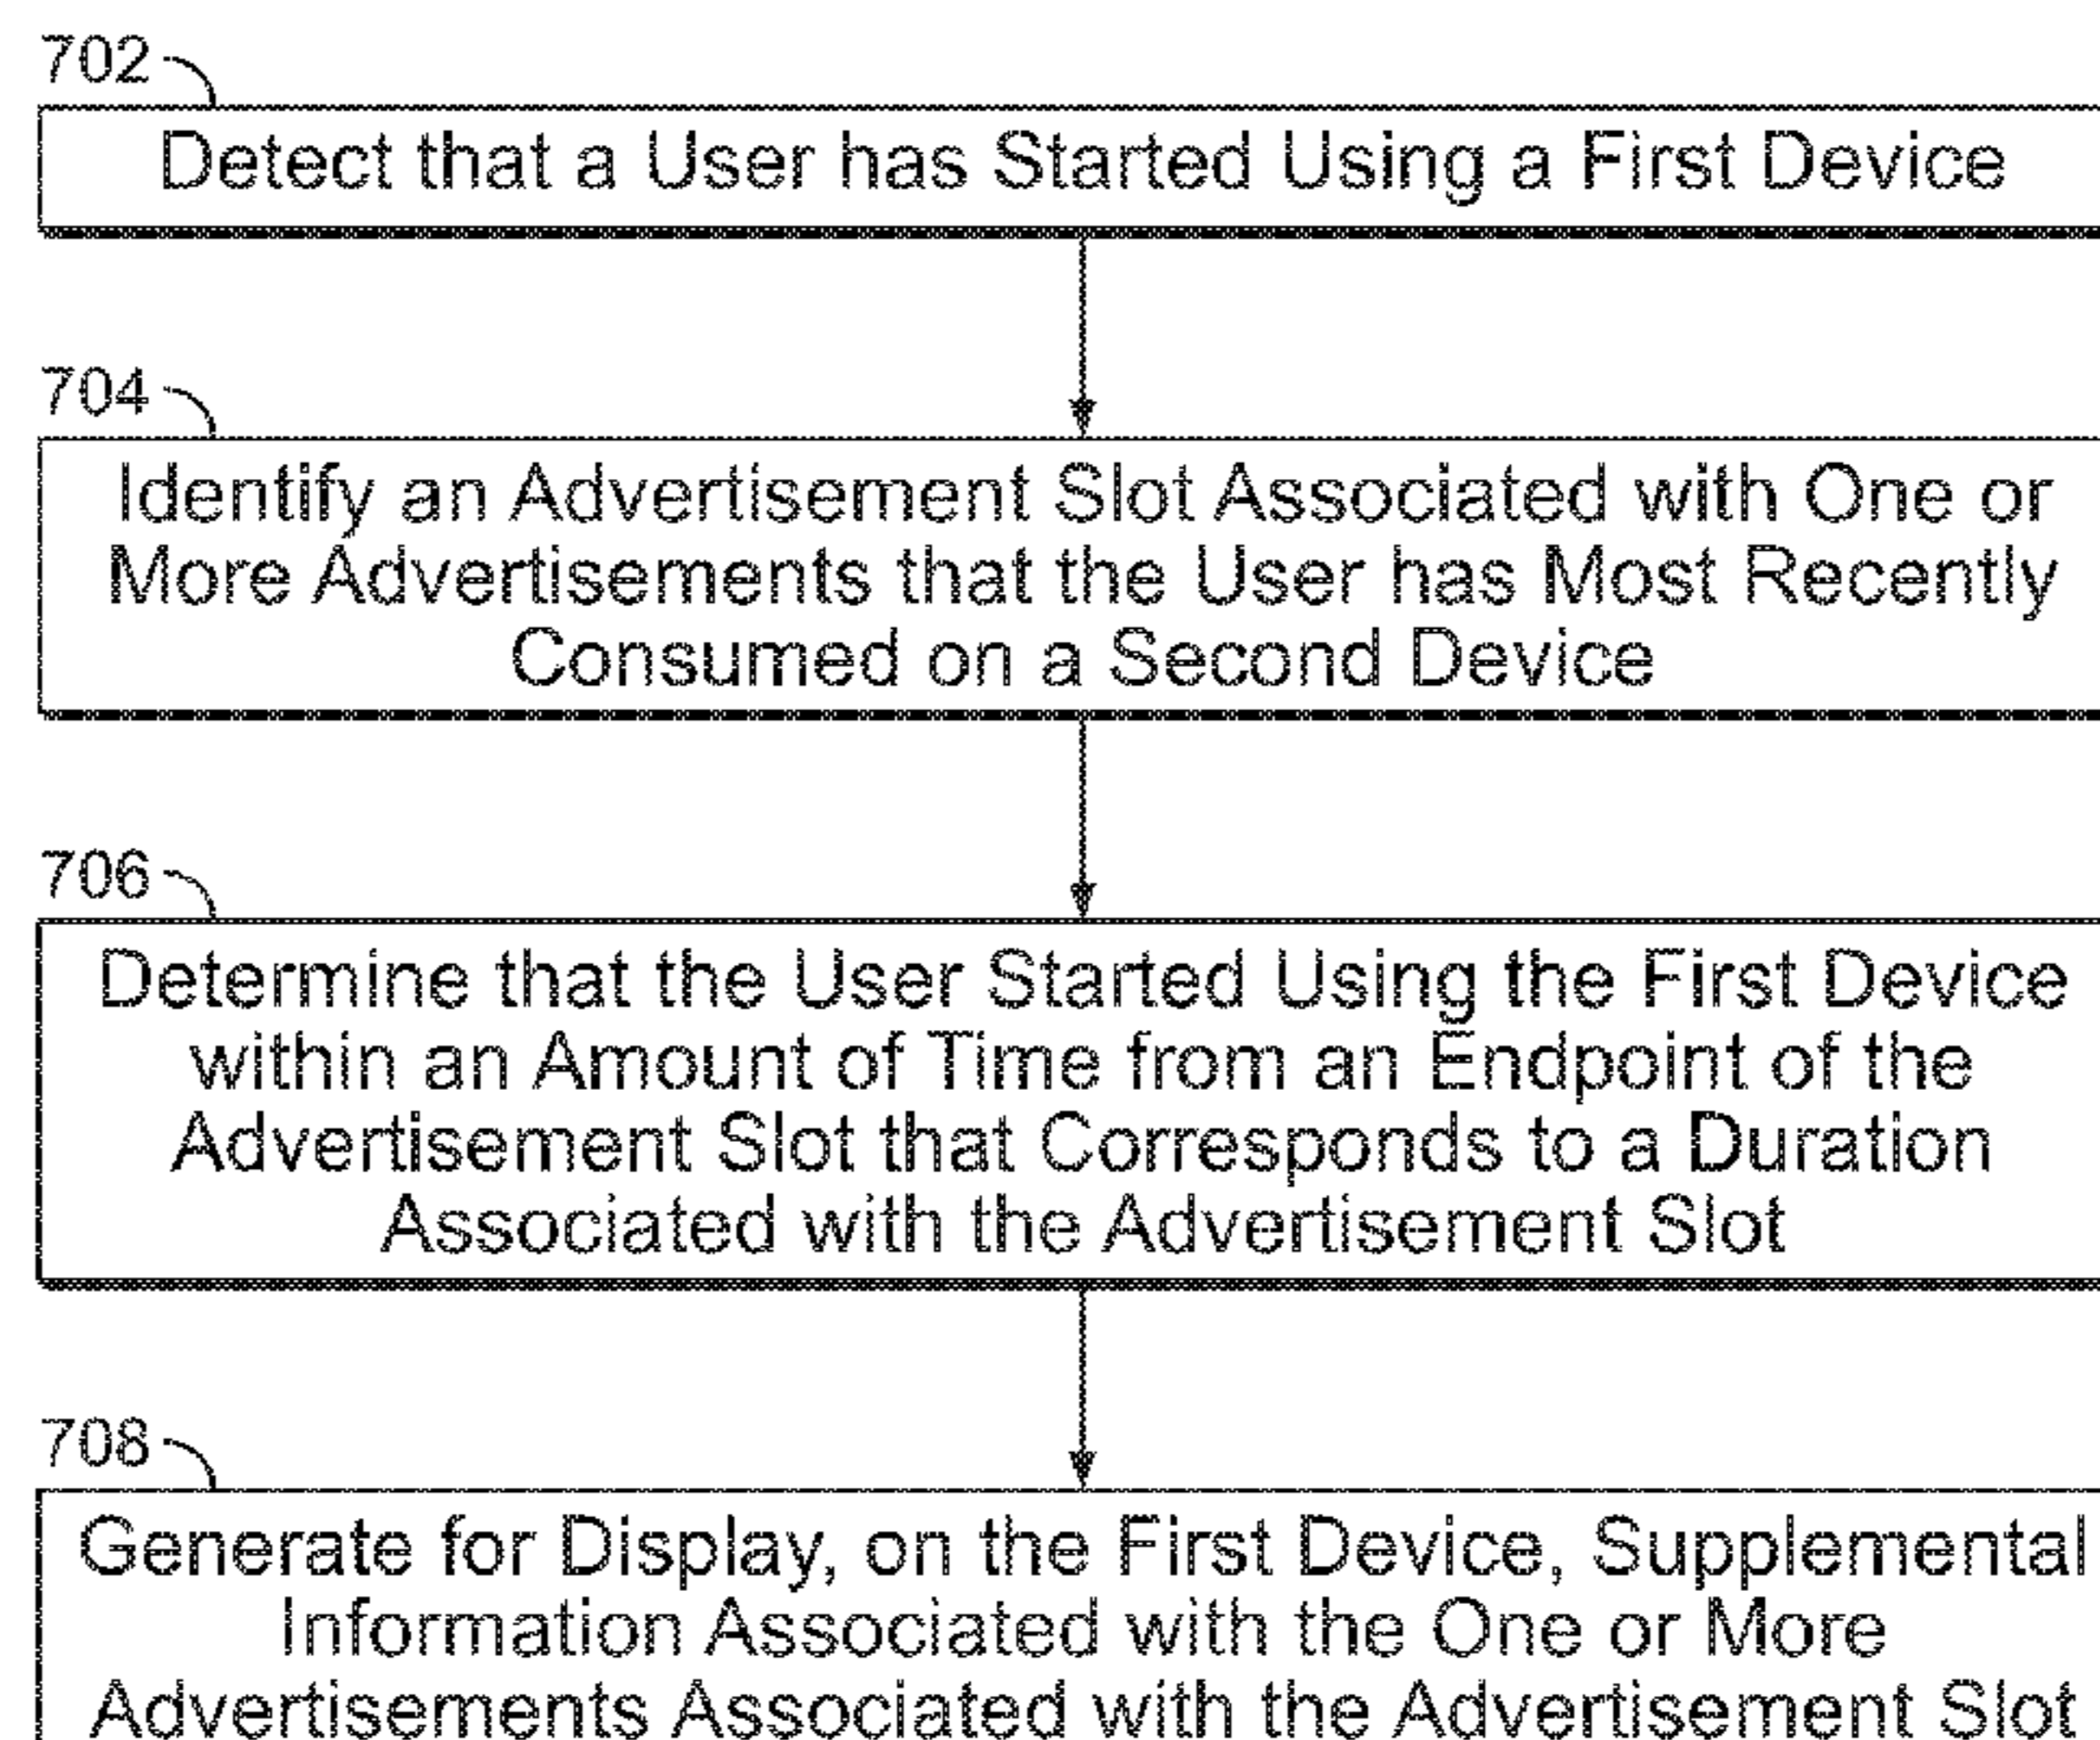 702
Detect that a User has Started Using a First Device
704
Identify an Advertisement Slot Associated with One or
More Advertisements that the User has Most Recently
Consumed on a Second Device
706
Determine that the User Started Using the First Device
within an Amount of Time from an Endpoint of the
Advertisement Slot that Corresponds to a Duration
Associated with the Advertisement Slot
708
Generate for Display, on the First Device, Supplemental
Information Associated with the One or More
Advertisements Associated with the Advertisement Slot